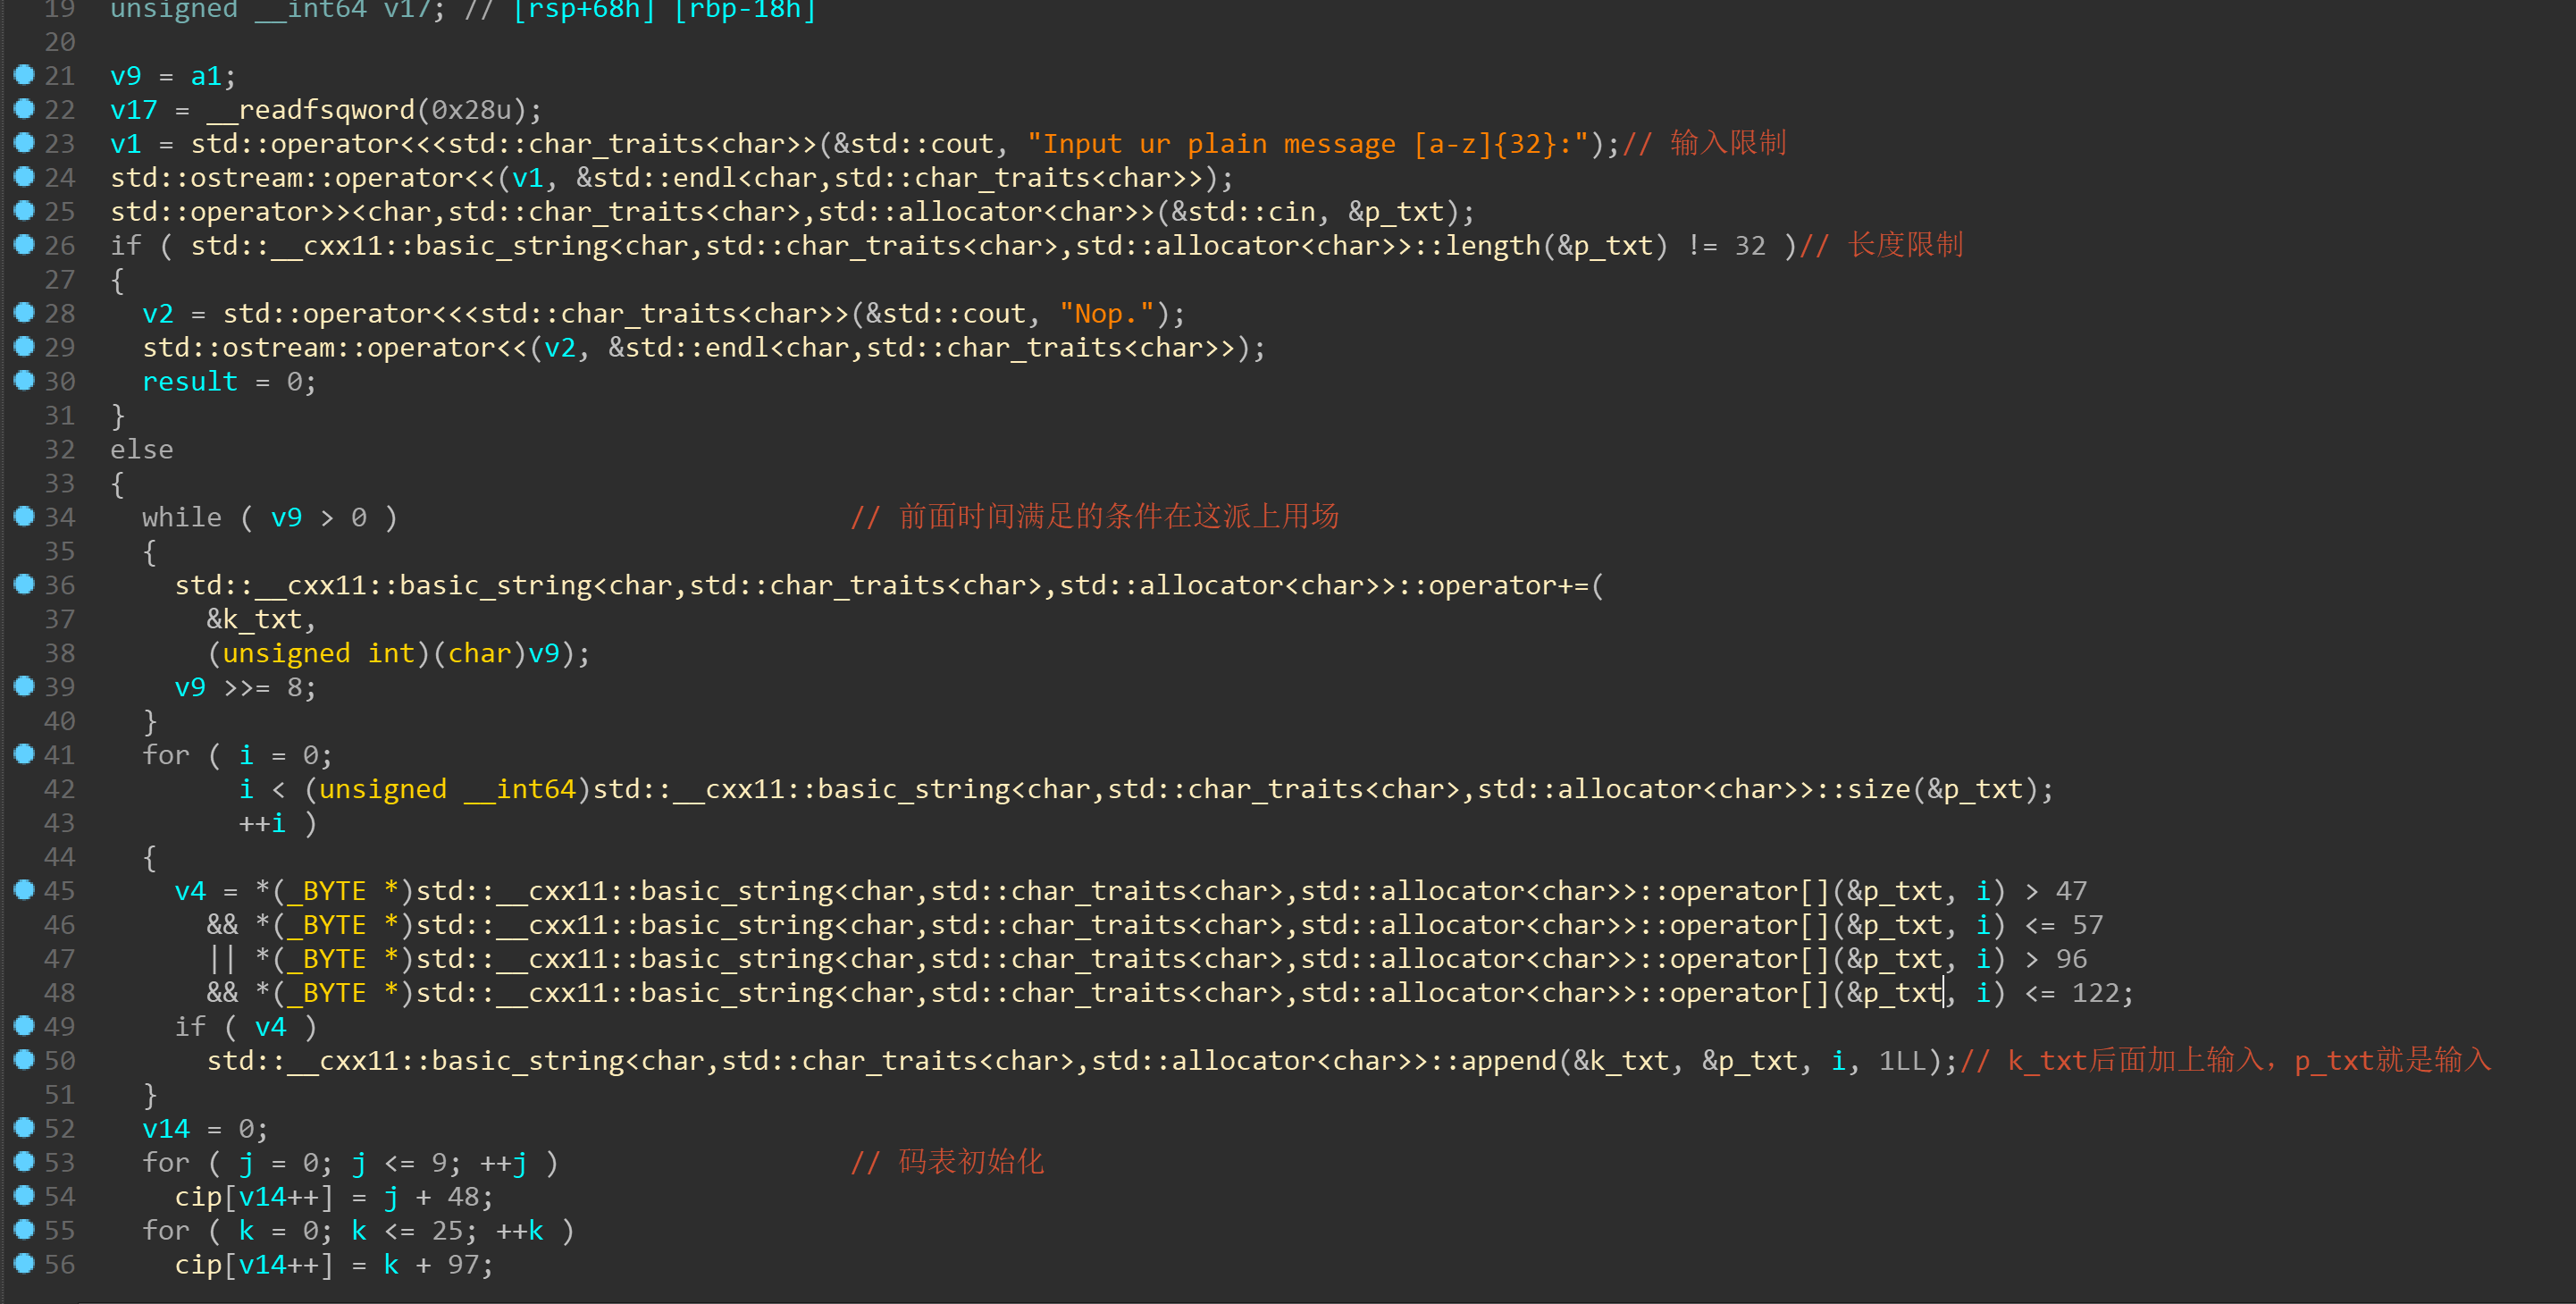 19 unsigned __int64 v17; // [rsp+68h] [rbp-18h]
20
21 v9 = a1;
22 v17 = __readfsqword(0x28u);
23 v1 = std::operator<<<std::char_traits<char>>(&std::cout, "Input ur plain message [a-z]{32}:");// 输入限制
24 std::ostream::operator<<(v1, &std::endl<char,std::char_traits<char>>);
25 std::operator>><char,std::char_traits<char>,std::allocator<char>>(&std::cin, &p_txt);
26 if ( std::__cxx11::basic_string<char,std::char_traits<char>,std::allocator<char>>::length(&p_txt) != 32 )// 长度限制
27 {
28 v2 = std::operator<<<std::char_traits<char>>(&std::cout, "Nop.");
29 std::ostream::operator<<(v2, &std::endl<char,std::char_traits<char>>);
30 result = 0;
31 }
32 else
33 {
34 while ( v9 > 0 ) // 前面时间满足的条件在这派上用场
35 {
36 std::__cxx11::basic_string<char,std::char_traits<char>,std::allocator<char>>::operator+=(
37 &k_txt,
38 (unsigned int)(char)v9);
39 v9 >>= 8;
40 }
41 for ( i = 0;
42 i < (unsigned __int64)std::__cxx11::basic_string<char,std::char_traits<char>,std::allocator<char>>::size(&p_txt);
43 ++i )
44 {
45 v4 = *(_BYTE *)std::__cxx11::basic_string<char,std::char_traits<char>,std::allocator<char>>::operator[](&p_txt, i) > 47
46 && *(_BYTE *)std::__cxx11::basic_string<char,std::char_traits<char>,std::allocator<char>>::operator[](&p_txt, i) <= 57
47 || *(_BYTE *)std::__cxx11::basic_string<char,std::char_traits<char>,std::allocator<char>>::operator[](&p_txt, i) > 96
48 && *(_BYTE *)std::__cxx11::basic_string<char,std::char_traits<char>,std::allocator<char>>::operator[](&p_txt, i) <= 122;
49 if ( v4 )
50 std::__cxx11::basic_string<char,std::char_traits<char>,std::allocator<char>>::append(&k_txt, &p_txt, i, 1LL);// k_txt后面加上输入，p_txt就是输入
51 }
52 v14 = 0;
53 for ( j = 0; j <= 9; ++j ) // 码表初始化
54 cip[v14++] = j + 48;
55 for ( k = 0; k <= 25; ++k )
56 cip[v14++] = k + 97;